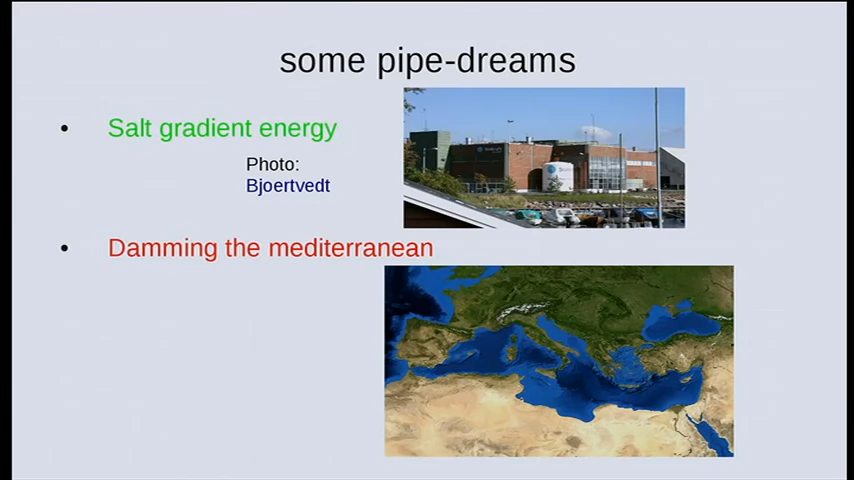 some pipe-dreams
• Salt gradient energy
Photo:
Bjoertvedt
• Damming the mediterranean